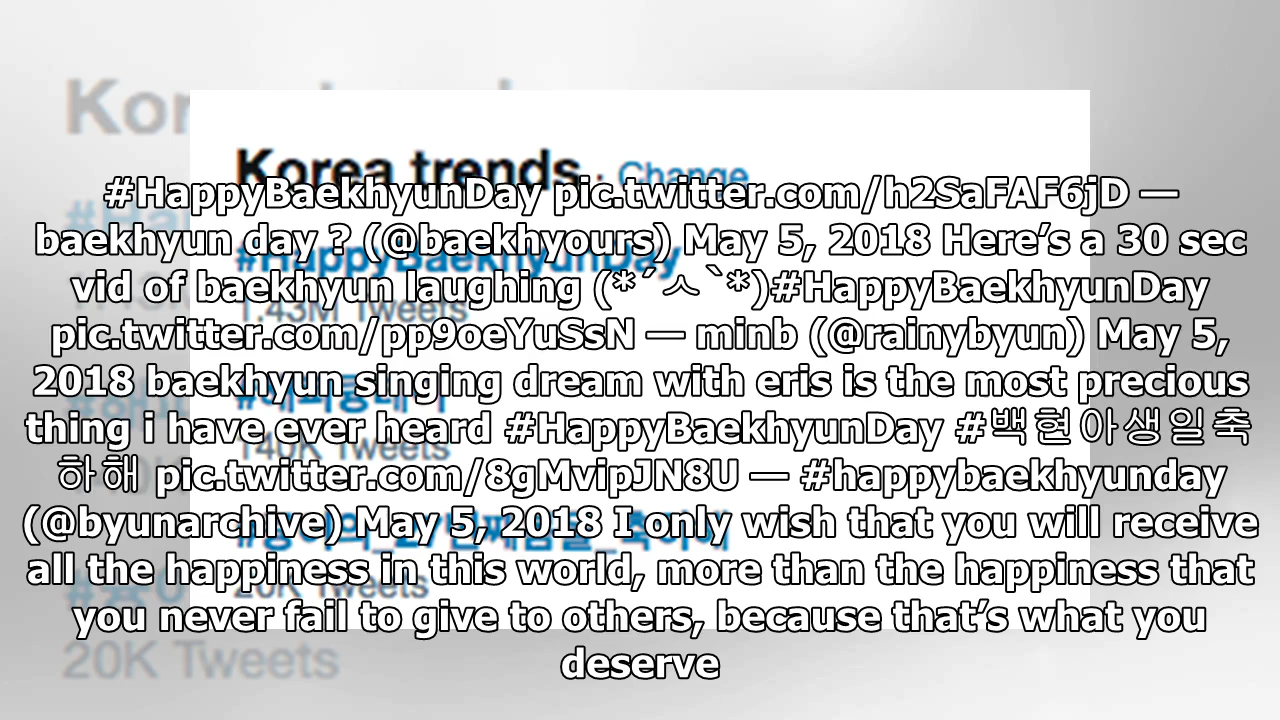 Korea trends · Change
#HappyBaekhyunDay
1.43M Tweets
140K Tweets
20K Tweets
#HappyBaekhyunDay pic.twitter.com/h2SaFAF6jD —
baekhyun day ? (@baekhyours) May 5, 2018 Here’s a 30 sec
vid of baekhyun laughing (*´ㅅ`*)#HappyBaekhyunDay
pic.twitter.com/pp9oeYuSsN — minb (@rainybyun) May 5,
2018 baekhyun singing dream with eris is the most precious
thing i have ever heard #HappyBaekhyunDay #백현아생일축
하해 pic.twitter.com/8gMvipJN8U — #happybaekhyunday
(@byunarchive) May 5, 2018 I only wish that you will receive
all the happiness in this world, more than the happiness that
you never fail to give to others, because that’s what you
deserve
20K Tweets